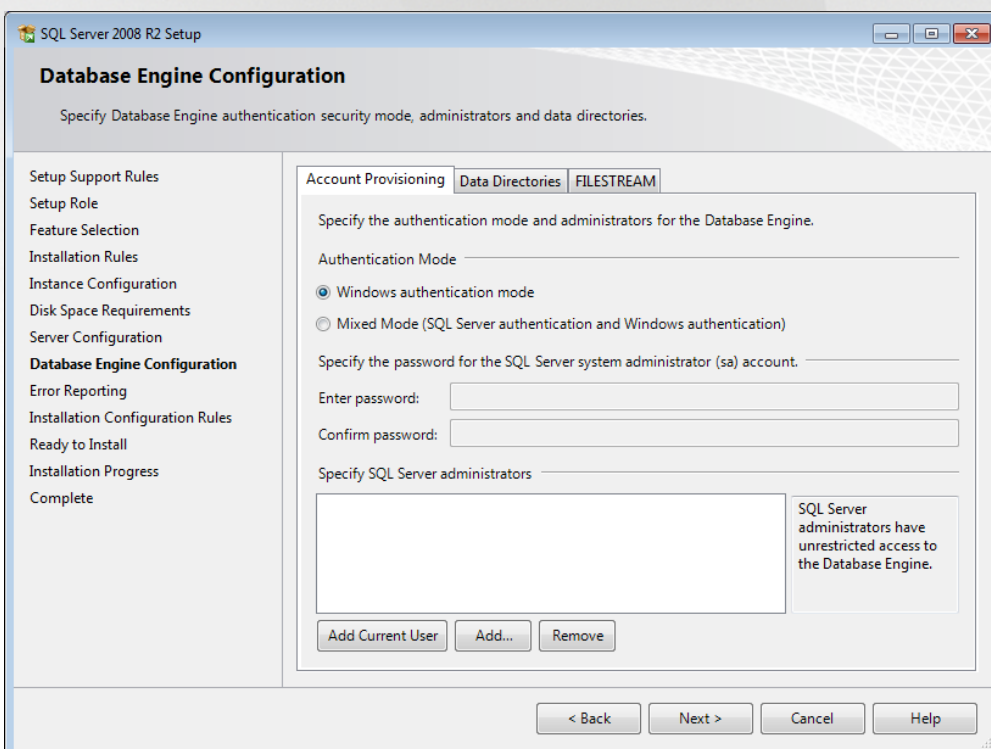 SQL Server 2008 R2 Setup
Database Engine Configuration
Specify Database Engine authentication security mode, administrators and data directories.
Setup Support Rules
Setup Role
Feature Selection
Installation Rules
Instance Configuration
Disk Space Requirements
Server Configuration
Database Engine Configuration
Error Reporting
Installation Configuration Rules
Ready to Install
Installation Progress
Complete
Account Provisioning Data Directories FILESTREAM
Specify the authentication mode and administrators for the Database Engine.
Authentication Mode
Windows authentication mode
Mixed Mode (SQL Server authentication and Windows authentication)
Specify the password for the SQL Server system administrator (sa) account.
Enter password:
Confirm password:
Specify SQL Server administrators
SQL Server
administrators have
unrestricted access to
the Database Engine.
Add Current User Add... Remove
< Back Next > Cancel Help